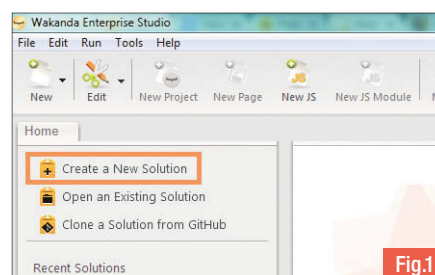 Wakanda Enterprise Studio
File Edit Run Tools Help
New Edit New Project New Page New JS New JS Module
Home
Create a New Solution
Open an Existing Solution
Clone a Solution from GitHub
Recent Solutions
Fig.1